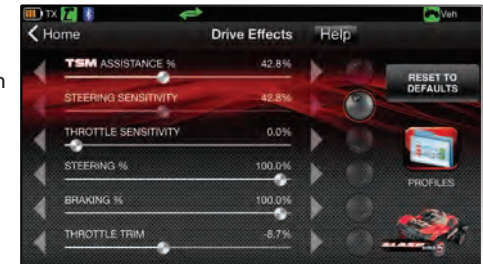 TX
Veh
Home Drive Effects Help
TSM ASSISTANCE % 42.8%
STEERING SENSITIVITY 42.8%
RESET TO
DEFAULTS
THROTTLE SENSITIVITY 0.0%
STEERING % 100.0%
PROFILES
BRAKING % 100.0%
THROTTLE TRIM -8.7%
SLASH
n